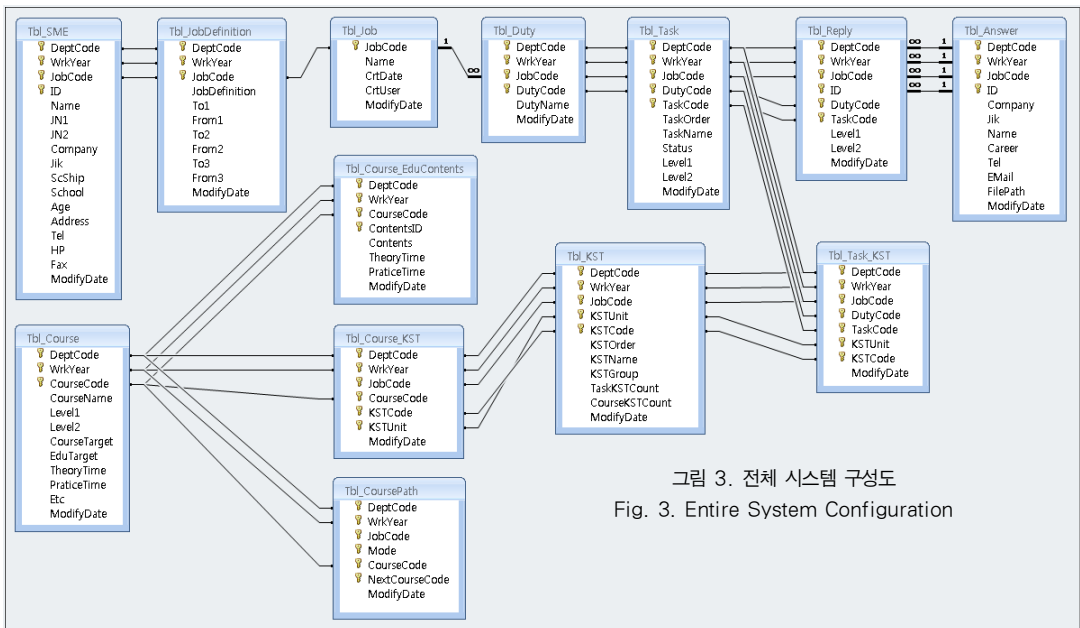 Tbl_SME
DeptCode
WrkYear
JobCode
ID
Name
JN1
JN2
Company
Jik
ScShip
School
Age
Address
Tel
HP
Fax
ModifyDate
Tbl_JobDefinition
DeptCode
WrkYear
JobCode
JobDefinition
To1
From1
To2
From2
To3
From3
ModifyDate
Tbl_Job
JobCode
Name
CrtDate
CrtUser
ModifyDate
1
∞
Tbl_Duty
DeptCode
WrkYear
JobCode
DutyCode
DutyName
ModifyDate
Tbl_Task
DeptCode
WrkYear
JobCode
DutyCode
TaskCode
TaskOrder
TaskName
Status
Level1
Level2
ModifyDate
Tbl_Reply
DeptCode
WrkYear
JobCode
ID
DutyCode
TaskCode
Level1
Level2
ModifyDate
∞ 1
∞ 1
∞ 1
∞ 1
Tbl_Answer
DeptCode
WrkYear
JobCode
ID
Company
Jik
Name
Career
Tel
EMail
FilePath
ModifyDate
Tbl_Course_EduContents
DeptCode
WrkYear
CourseCode
ContentsID
Contents
TheoryTime
PraticeTime
ModifyDate
Tbl_KST
DeptCode
WrkYear
JobCode
KSTUnit
KSTCode
KSTOrder
KSTName
KSTGroup
TaskKSTCount
CourseKSTCount
ModifyDate
Tbl_Task_KST
DeptCode
WrkYear
JobCode
DutyCode
TaskCode
KSTUnit
KSTCode
ModifyDate
Tbl_Course
DeptCode
WrkYear
CourseCode
CourseName
Level1
Level2
CourseTarget
EduTarget
TheoryTime
PraticeTime
Etc
ModifyDate
Tbl_Course_KST
DeptCode
WrkYear
JobCode
CourseCode
KSTCode
KSTUnit
ModifyDate
Tbl_CoursePath
DeptCode
WrkYear
JobCode
Mode
CourseCode
NextCourseCode
ModifyDate
그림 3. 전체 시스템 구성도
Fig. 3. Entire System Configuration